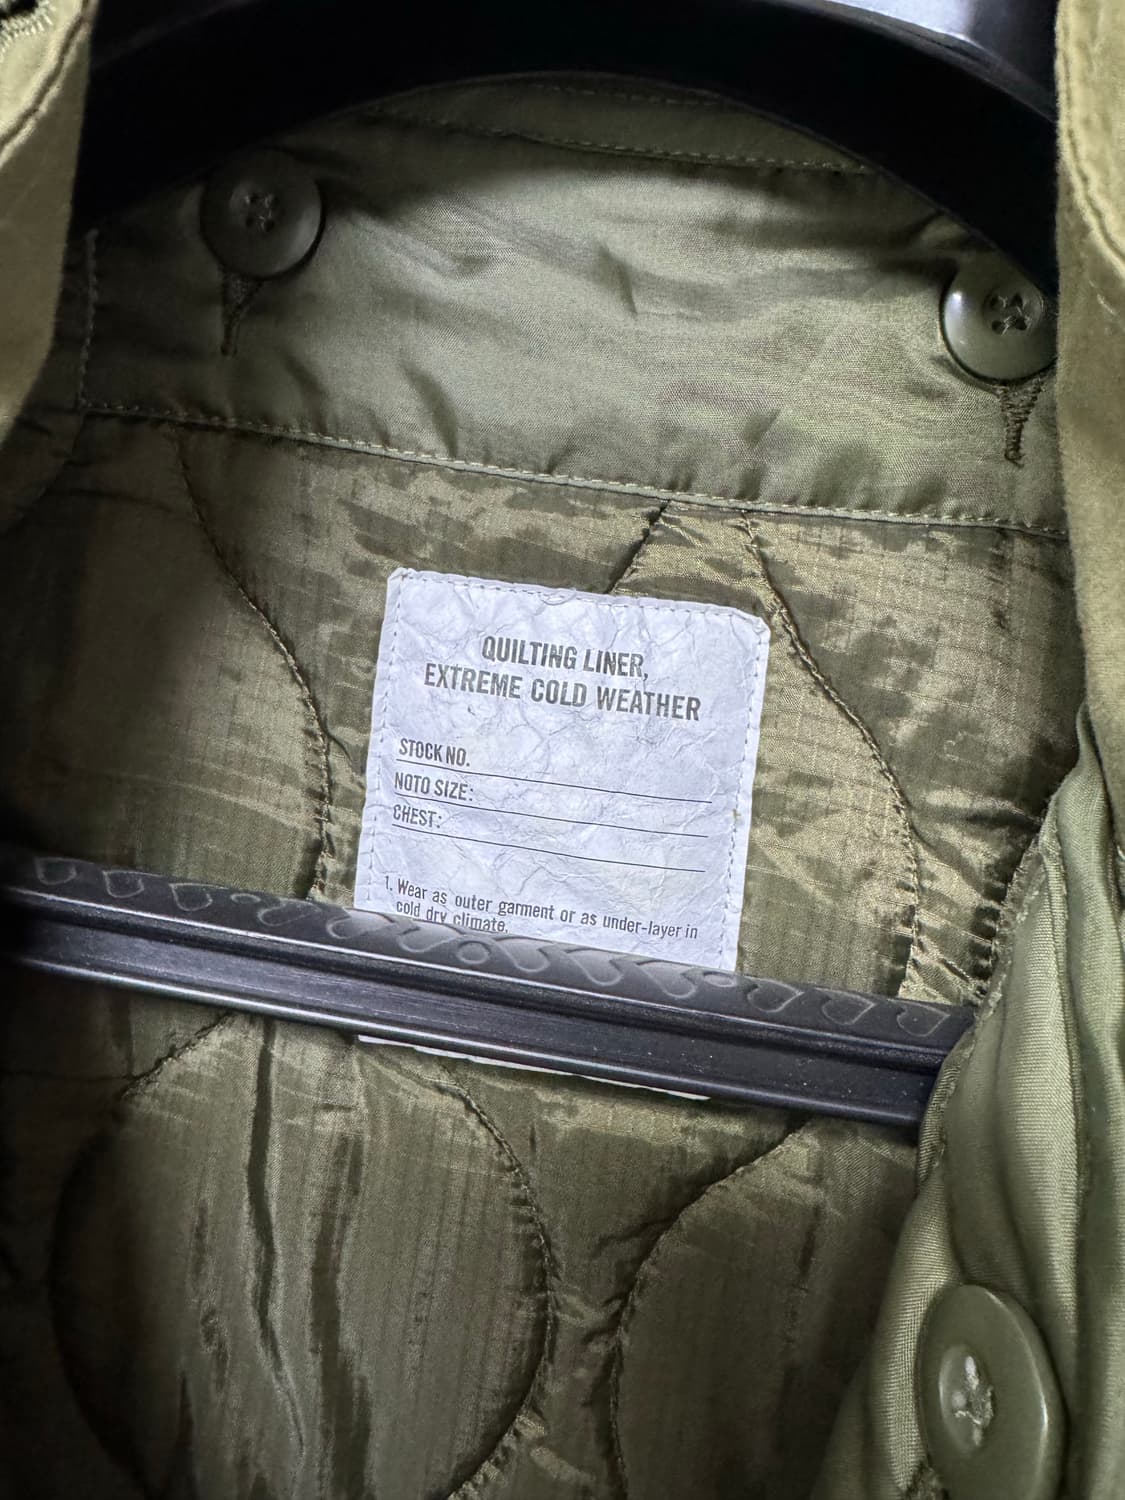 QUILTING LINER,
EXTREME COLD WEATHER
STOCK NO.
NOTO SIZE:
CHEST:
1. Wear as outer garment or as under-layer in
cold dry climate.